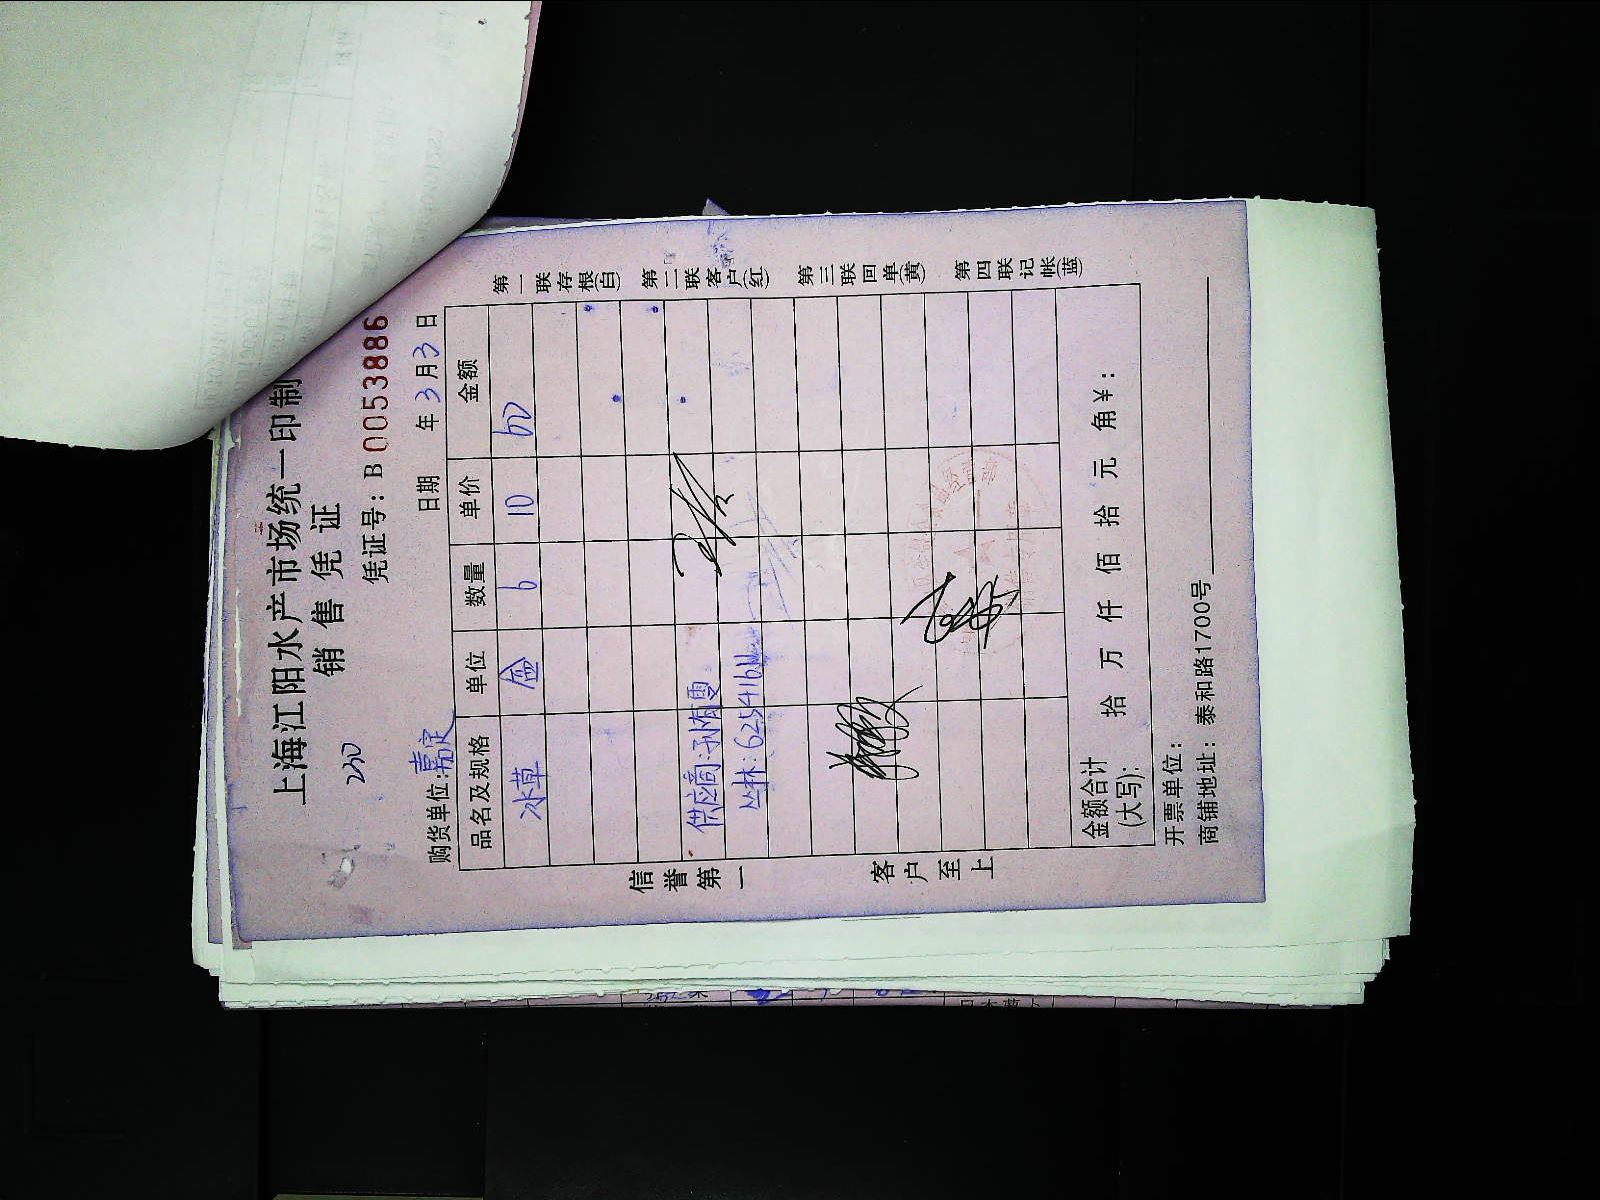 上海江阳水产市场统一印制
销售凭证
230
凭证号：B 0053886
购货单位:嘉定 日期 年3月3日
品名及规格 单位 数量 单价 金额
冰草 盒 6 10 60
供应商:孙有雪
丛林:625416
第一联存根(白)
第二联客户(红)
第三联回单(黄)
第四联记帐(蓝)
信誉第一
客户至上
金额合计(大写): 拾 万 仟 佰 拾 元 角¥:
开票单位:
商铺地址: 泰和路1700号